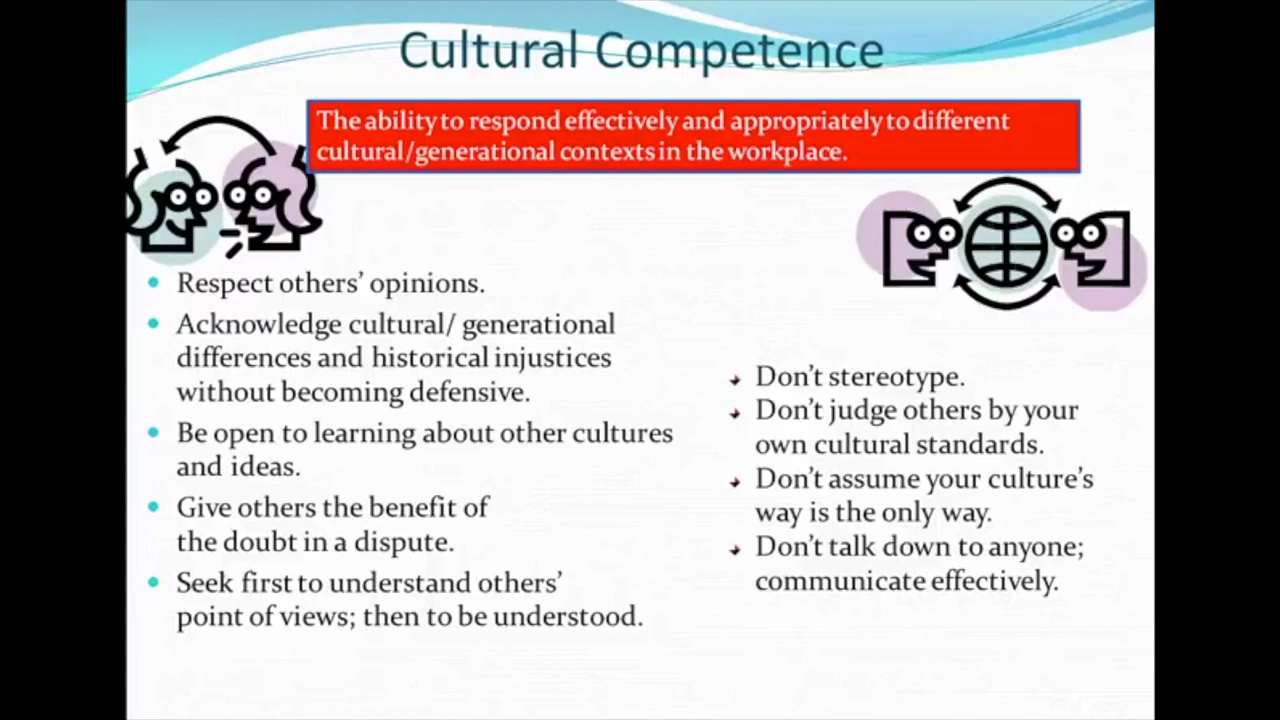 Cultural Competence
The ability to respond effectively and appropriately to different
cultural/generational contexts in the workplace.
Respect others’ opinions.
Acknowledge cultural/ generational
differences and historical injustices
without becoming defensive.
Be open to learning about other cultures
and ideas.
Give others the benefit of
the doubt in a dispute.
Seek first to understand others’
point of views; then to be understood.
Don’t stereotype.
Don’t judge others by your
own cultural standards.
Don’t assume your culture’s
way is the only way.
Don’t talk down to anyone;
communicate effectively.